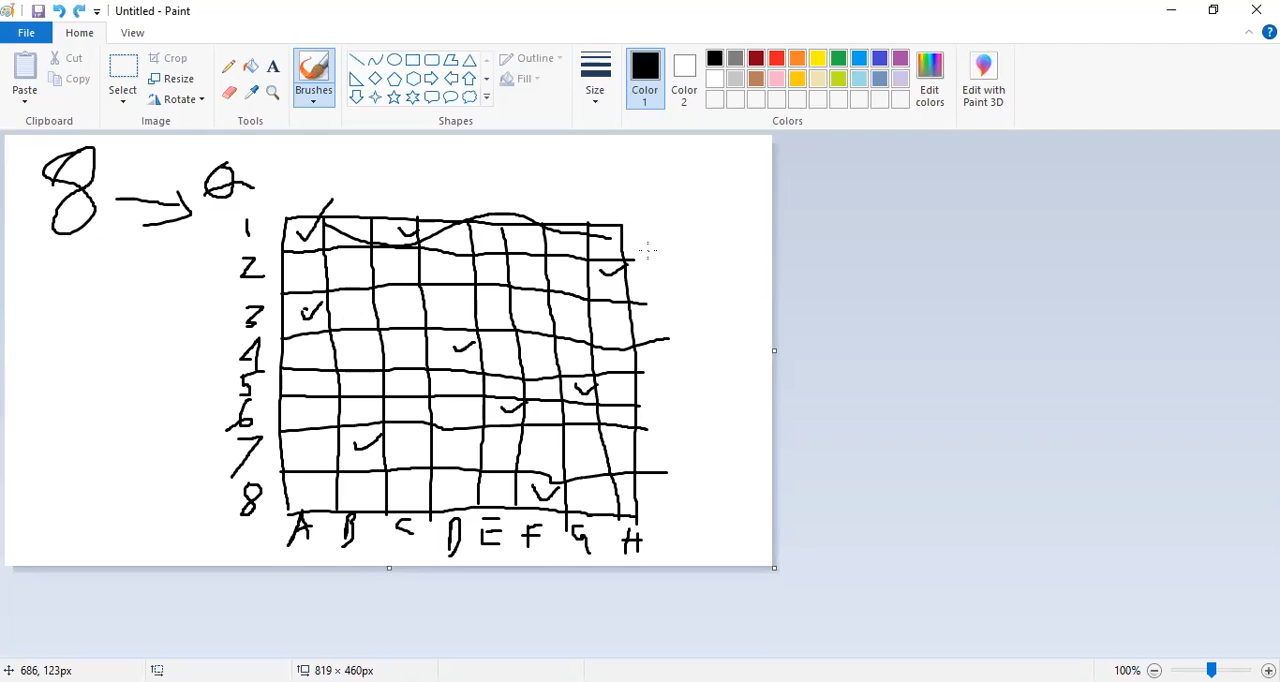 Untitled - Paint
File Home View
Paste
Cut
Copy
Clipboard
Select
Crop
Resize
Rotate
Image
A
Tools
Brushes
Outline
Fill
Shapes
Size
Color 1
Color 2
Edit colors
Colors
Edit with Paint 3D
8
1
2
3
4
5
6
7
8
A B C D E F G H
686, 123px
819 × 460px
100%